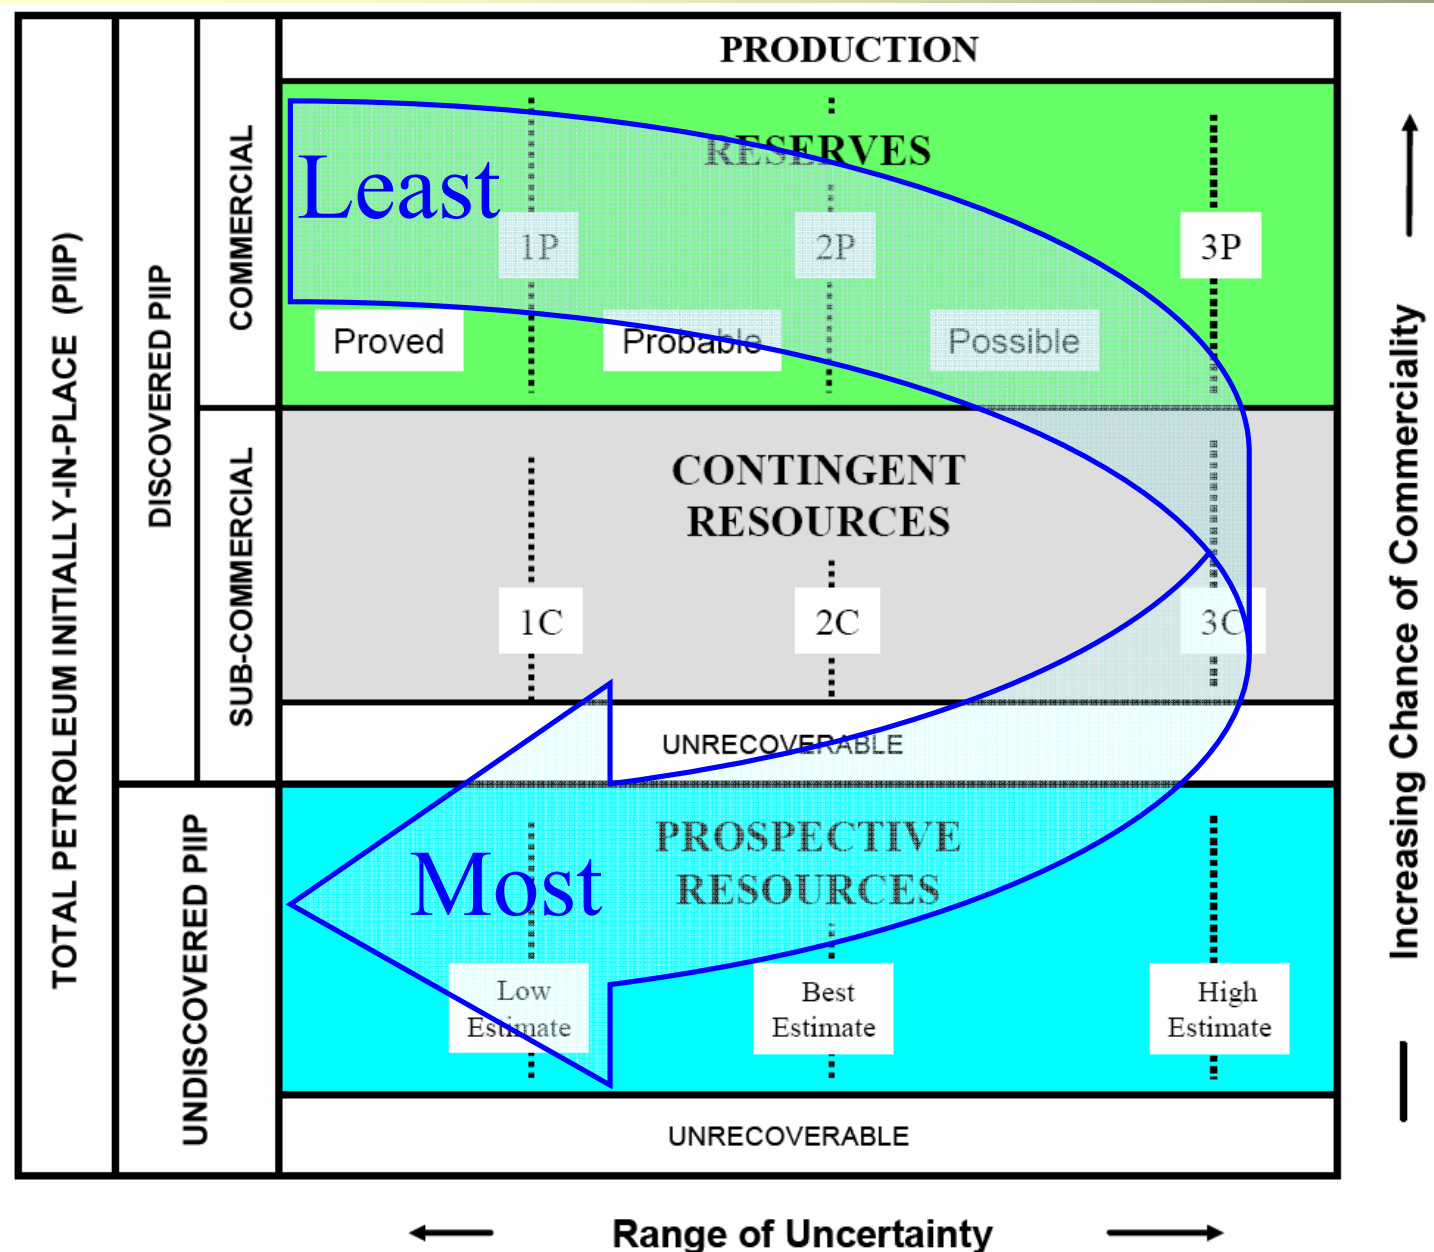 PRODUCTION
RESERVES
Least
1P
2P
3P
Proved
Probable
Possible
CONTINGENT
RESOURCES
1C
2C
3C
UNRECOVERABLE
PROSPECTIVE
RESOURCES
Most
Low
Estimate
Best
Estimate
High
Estimate
UNRECOVERABLE
TOTAL PETROLEUM INITIALLY-IN-PLACE (PIIP)
DISCOVERED PIIP
UNDISCOVERED PIIP
COMMERCIAL
SUB-COMMERCIAL
Increasing Chance of Commerciality
Range of Uncertainty